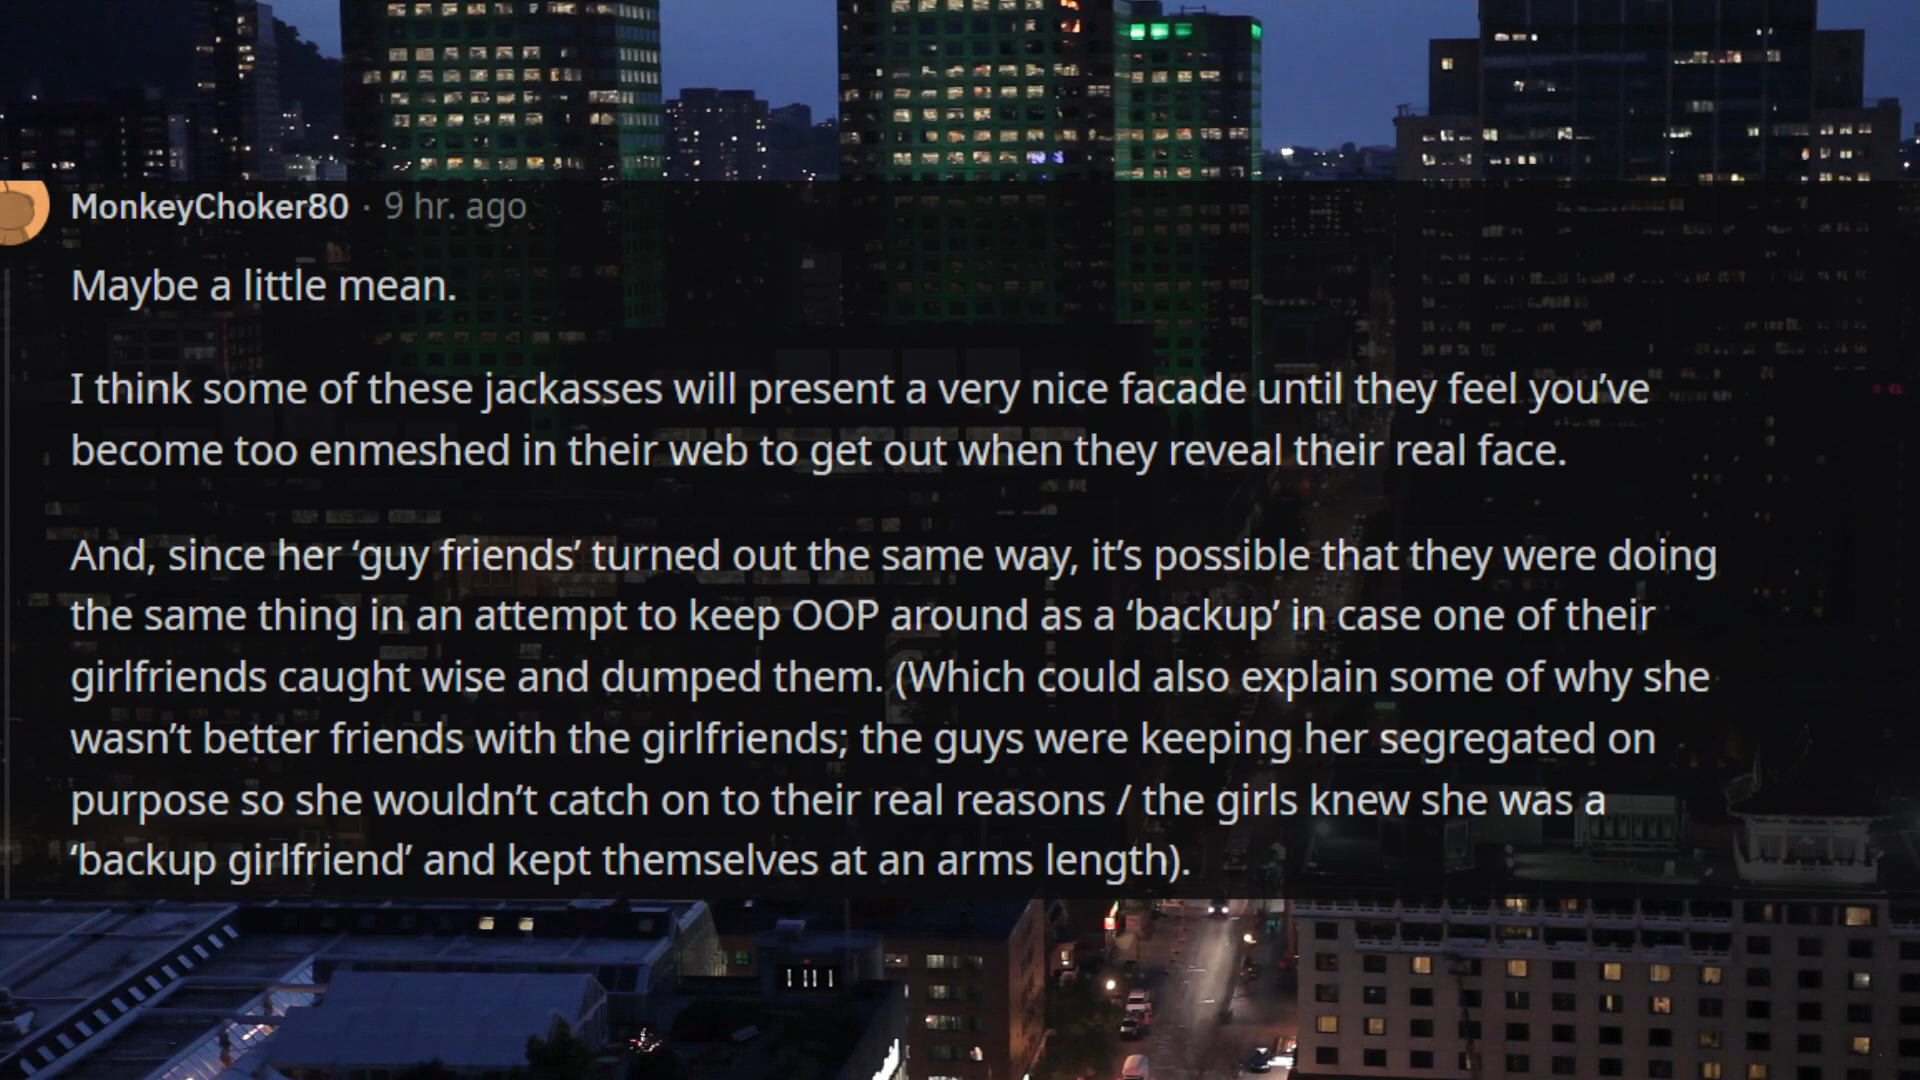 MonkeyChoker80 · 9 hr. ago
Maybe a little mean.
I think some of these jackasses will present a very nice facade until they feel you’ve
become too enmeshed in their web to get out when they reveal their real face.
And, since her ‘guy friends’ turned out the same way, it’s possible that they were doing
the same thing in an attempt to keep OOP around as a ‘backup’ in case one of their
girlfriends caught wise and dumped them. (Which could also explain some of why she
wasn’t better friends with the girlfriends; the guys were keeping her segregated on
purpose so she wouldn’t catch on to their real reasons / the girls knew she was a
‘backup girlfriend’ and kept themselves at an arms length).